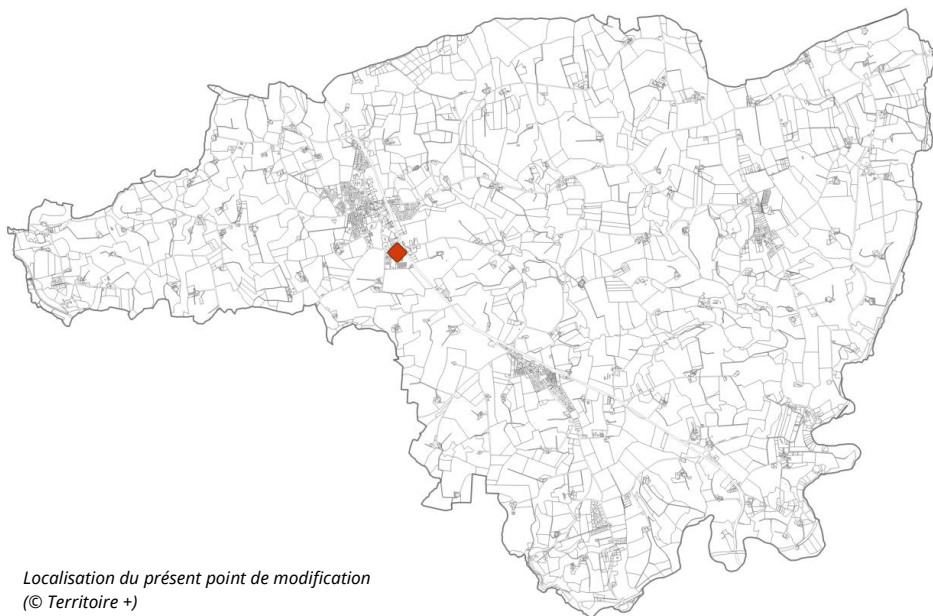 Localisation du présent point de modification
(© Territoire +)